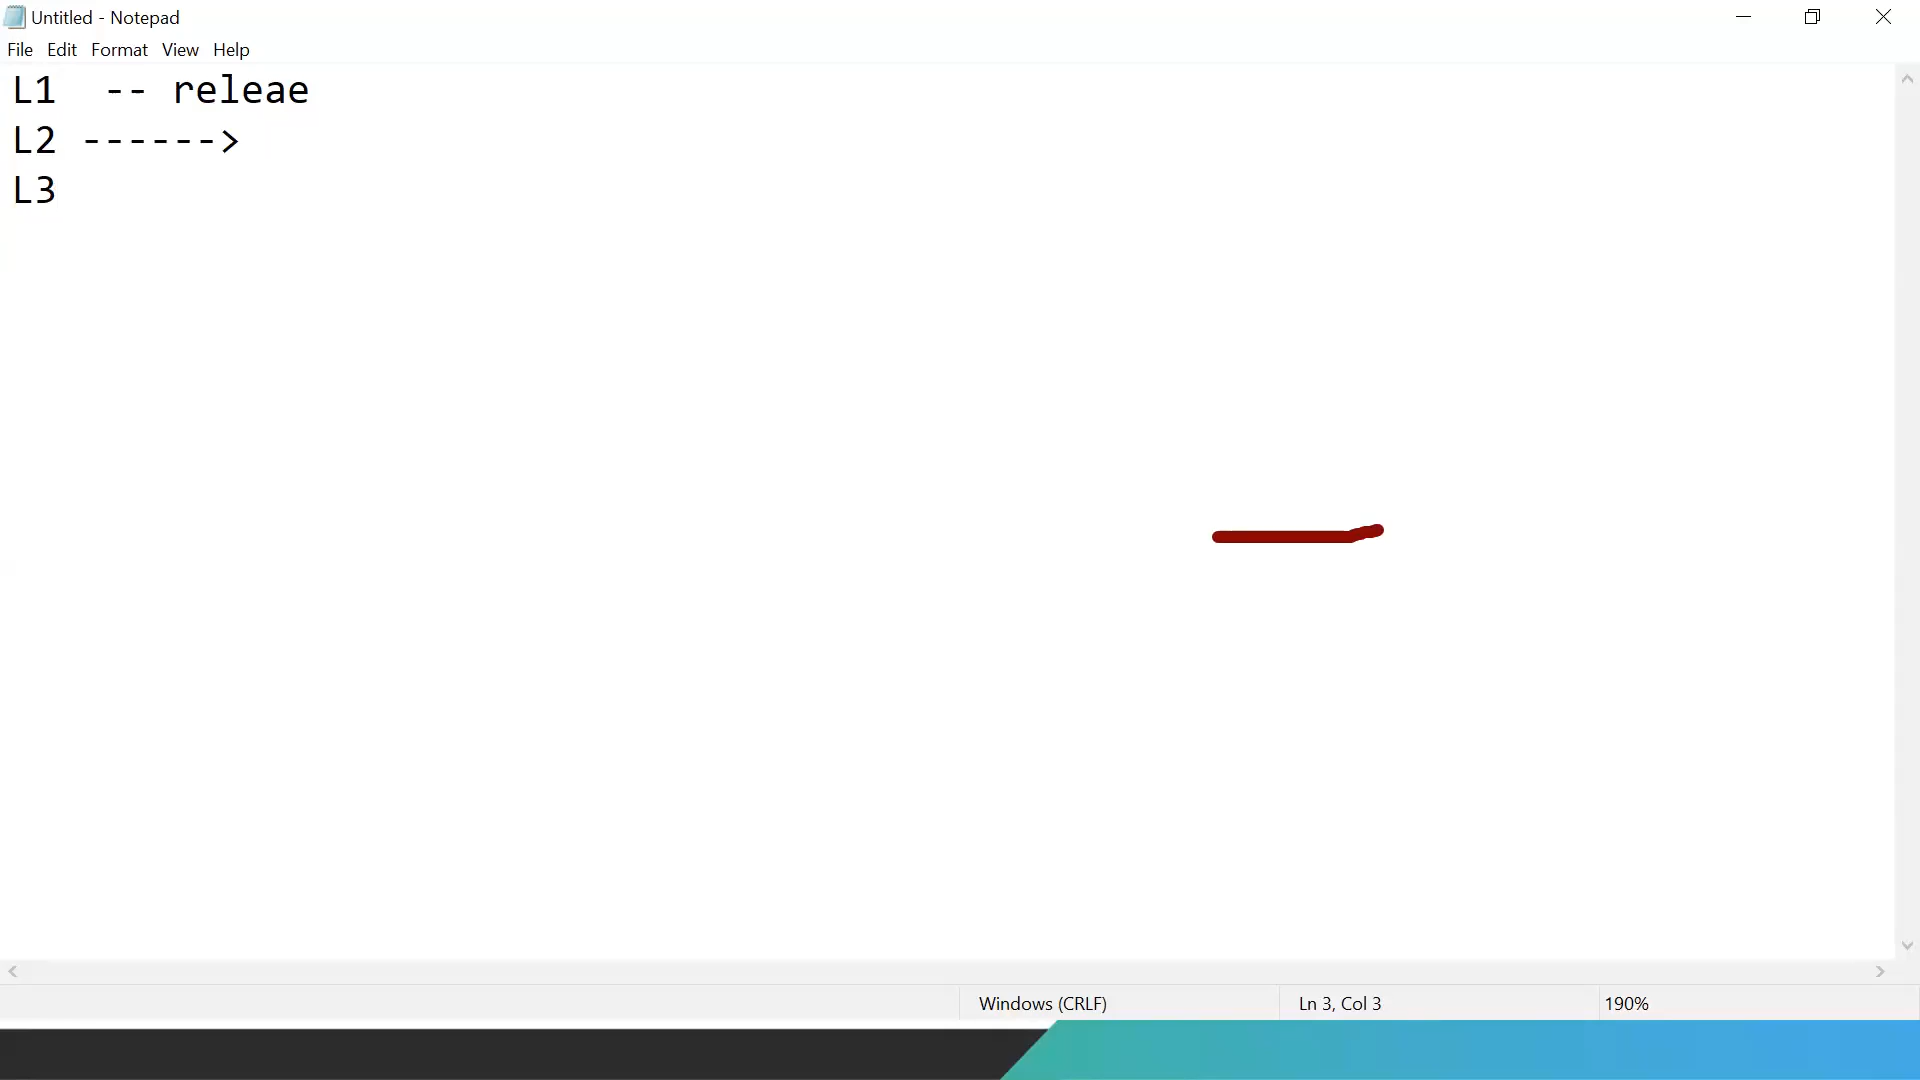 Untitled - Notepad
File Edit Format View Help
L1  -- releae
L2 ------>
L3
Windows (CRLF) Ln 3, Col 3 190%